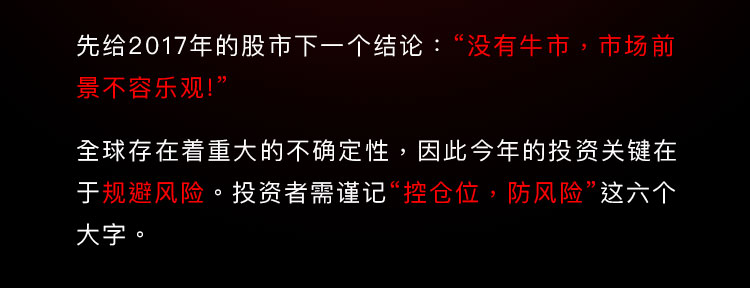 先给2017年的股市下一个结论：“没有牛市，市场前
景不容乐观!”
全球存在着重大的不确定性，因此今年的投资关键在
于规避风险。投资者需谨记“控仓位，防风险”这六个
大字。